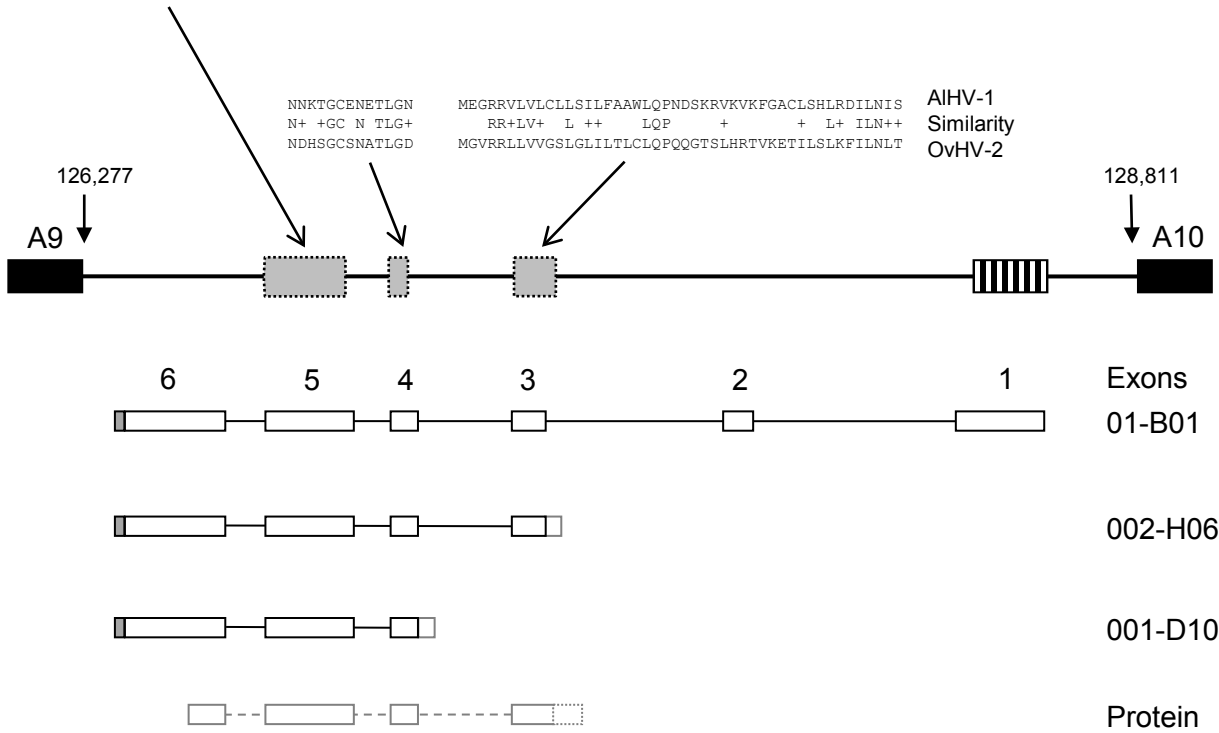 NNKTGCENETLGN MEGRRVLVLCLLSILFAAWLQPNDSKRVKVKFGACLSHLRDILNIS AlHV-1
N+ +GC N TLG+ RR+LV+ L ++ LQP + + L+ ILN++ Similarity
NDHSGCSNATLGD MGVRRLLVVGSLGLILTLCLQPQQGTSLHRTVKETILSLKFILNLT OvHV-2
126,277 128,811
A9 A10
6 5 4 3 2 1 Exons
01-B01
002-H06
001-D10
Protein